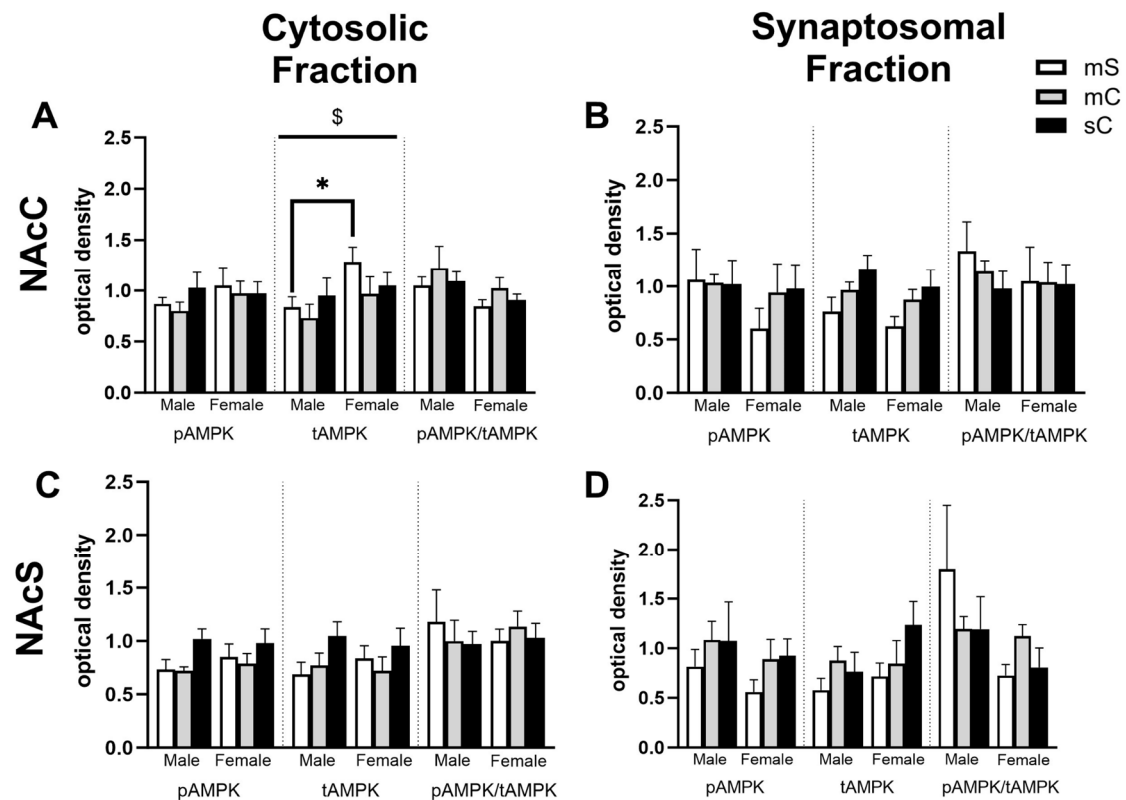 Cytosolic
Fraction
Synaptosomal
Fraction
mS
mC
sC
A
NAcC
optical density
2.5
2.0
1.5
1.0
0.5
0.0
$
*
Male Female Male Female Male Female
pAMPK tAMPK pAMPK/tAMPK
B
optical density
2.5
2.0
1.5
1.0
0.5
0.0
Male Female Male Female Male Female
pAMPK tAMPK pAMPK/tAMPK
C
NAcS
optical density
2.5
2.0
1.5
1.0
0.5
0.0
Male Female Male Female Male Female
pAMPK tAMPK pAMPK/tAMPK
D
optical density
2.5
2.0
1.5
1.0
0.5
0.0
Male Female Male Female Male Female
pAMPK tAMPK pAMPK/tAMPK